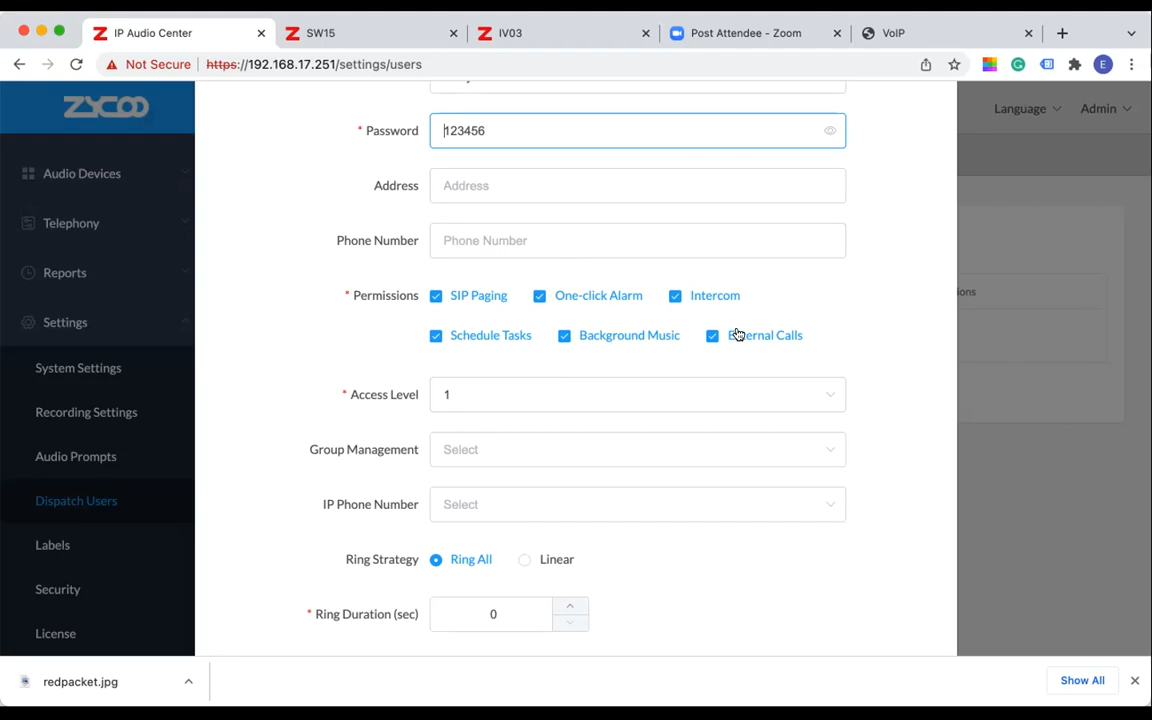 IP Audio Center
SW15
IV03
Post Attendee - Zoom
VoIP
Not Secure
https://192.168.17.251/settings/users
E
ZYCOO
Language
Admin
Audio Devices
Telephony
Reports
Settings
System Settings
Recording Settings
Audio Prompts
Dispatch Users
Labels
Security
License
* Password
123456
Address
Address
Phone Number
Phone Number
* Permissions
SIP Paging
One-click Alarm
Intercom
Schedule Tasks
Background Music
Calls
* Access Level
1
Group Management
Select
IP Phone Number
Select
Ring Strategy
Ring All
Linear
* Ring Duration (sec)
0
redpacket.jpg
Show All